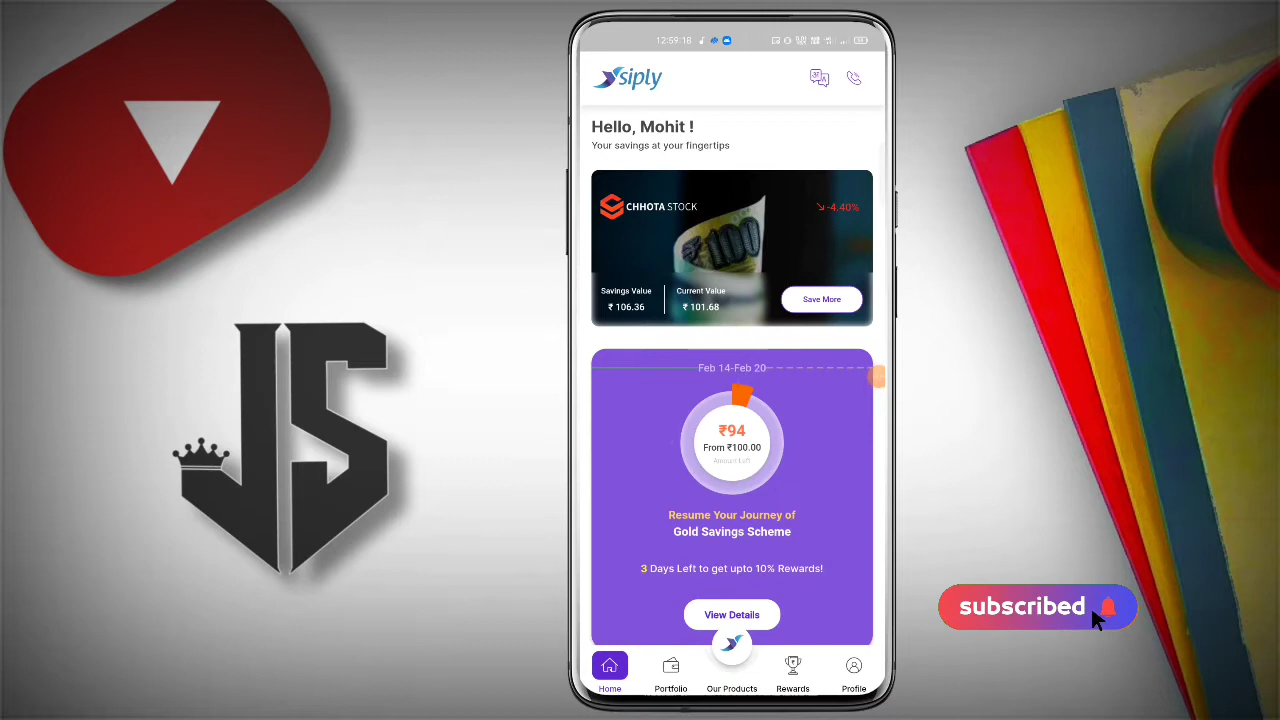 JS
12:59:18
siply
Hello, Mohit !
Your savings at your fingertips
CHHOTA STOCK
-4.40%
Savings Value
Current Value
₹ 106.36
₹ 101.68
Save More
Feb 14-Feb 20
₹94
From ₹100.00
Amount Left
Resume Your Journey of
Gold Savings Scheme
3 Days Left to get upto 10% Rewards!
View Details
subscribed
Home
Portfolio
Our Products
Rewards
Profile